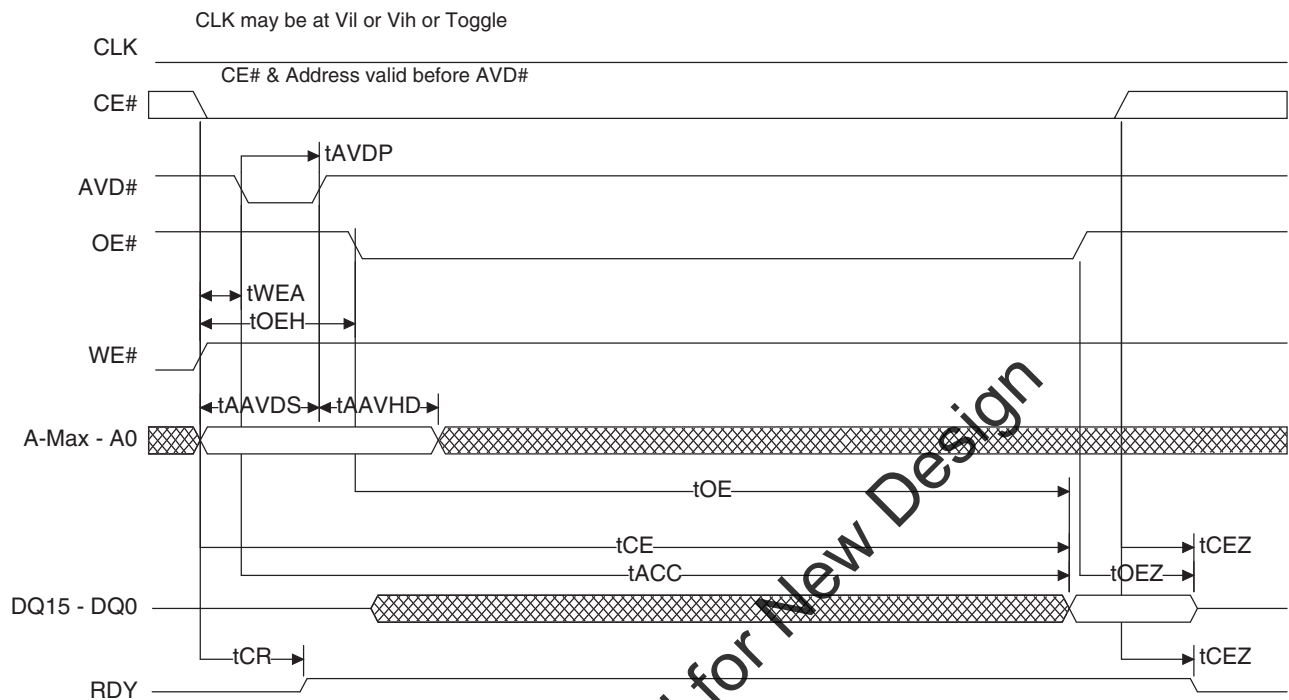 CLK may be at Vil or Vih or Toggle
CLK
CE# & Address valid before AVD#
CE#
tAVDP
AVD#
OE#
tWEA
tOEH
WE#
tAAVDS
tAAVHD
A-Max - A0
tOE
tCE
tCEZ
tACC
tOEZ
DQ15 - DQ0
tCR
tCEZ
RDY
for New Design